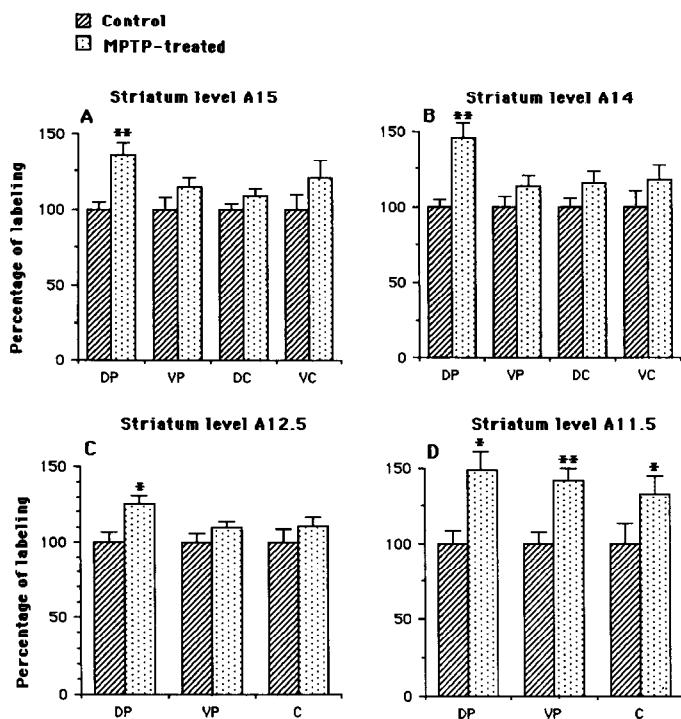 Control
MPTP-treated
Striatum level A15
A
**
150
100
50
0
Percentage of labeling
DP VP DC VC
Striatum level A14
B
**
150
100
50
0
DP VP DC VC
Striatum level A12.5
C
*
150
100
50
0
Percentage of labeling
DP VP C
Striatum level A11.5
D
* ** *
150
100
50
0
DP VP C